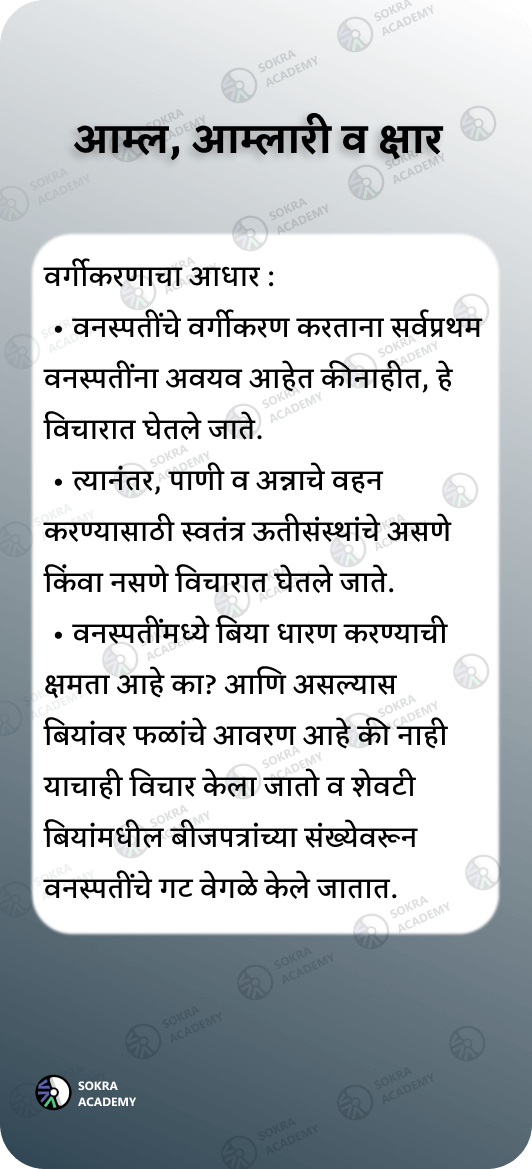 आम्ल, आम्लारी व क्षार
वर्गीकरणाचा आधार :
• वनस्पतींचे वर्गीकरण करताना सर्वप्रथम
वनस्पतींना अवयव आहेत कीनाहीत, हे
विचारात घेतले जाते.
• त्यानंतर, पाणी व अन्नाचे वहन
करण्यासाठी स्वतंत्र ऊतीसंस्थांचे असणे
किंवा नसणे विचारात घेतले जाते.
• वनस्पतींमध्ये बिया धारण करण्याची
क्षमता आहे का? आणि असल्यास
बियांवर फळांचे आवरण आहे की नाही
याचाही विचार केला जातो व शेवटी
बियांमधील बीजपत्रांच्या संख्येवरून
वनस्पतींचे गट वेगळे केले जातात.
SOKRA
ACADEMY